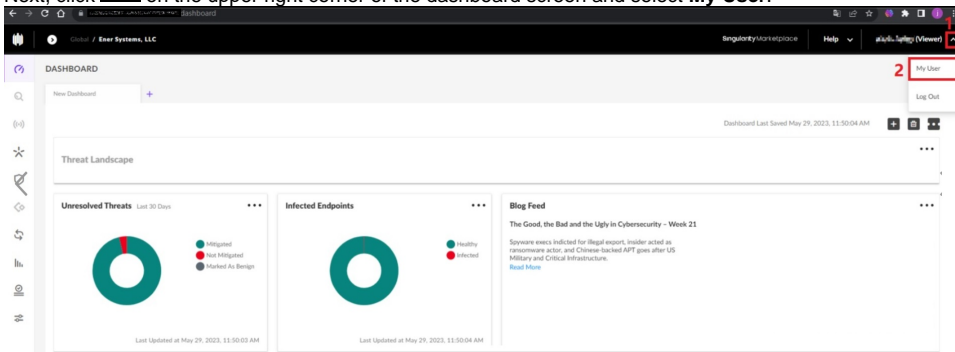 Next, click on the upper right corner of the dashboard screen and select My User.
dashboard
1
Global / Ener Systems, LLC
Singularity Marketplace
Help
(Viewer)
DASHBOARD
2
My User
New Dashboard
+
Log Out
Dashboard Last Saved May 29, 2023, 11:50:04 AM
Threat Landscape
Unresolved Threats Last 30 Days
Infected Endpoints
Blog Feed
The Good, the Bad and the Ugly in Cybersecurity – Week 21
Mitigated
Not Mitigated
Marked As Benign
Healthy
Infected
Spyware execs indicted for illegal export, insider acted as
ransomware actor, and Chinese-backed APT goes after US
Military and Critical Infrastructure.
Read More
Last Updated at May 29, 2023, 11:50:03 AM
Last Updated at May 29, 2023, 11:50:04 AM